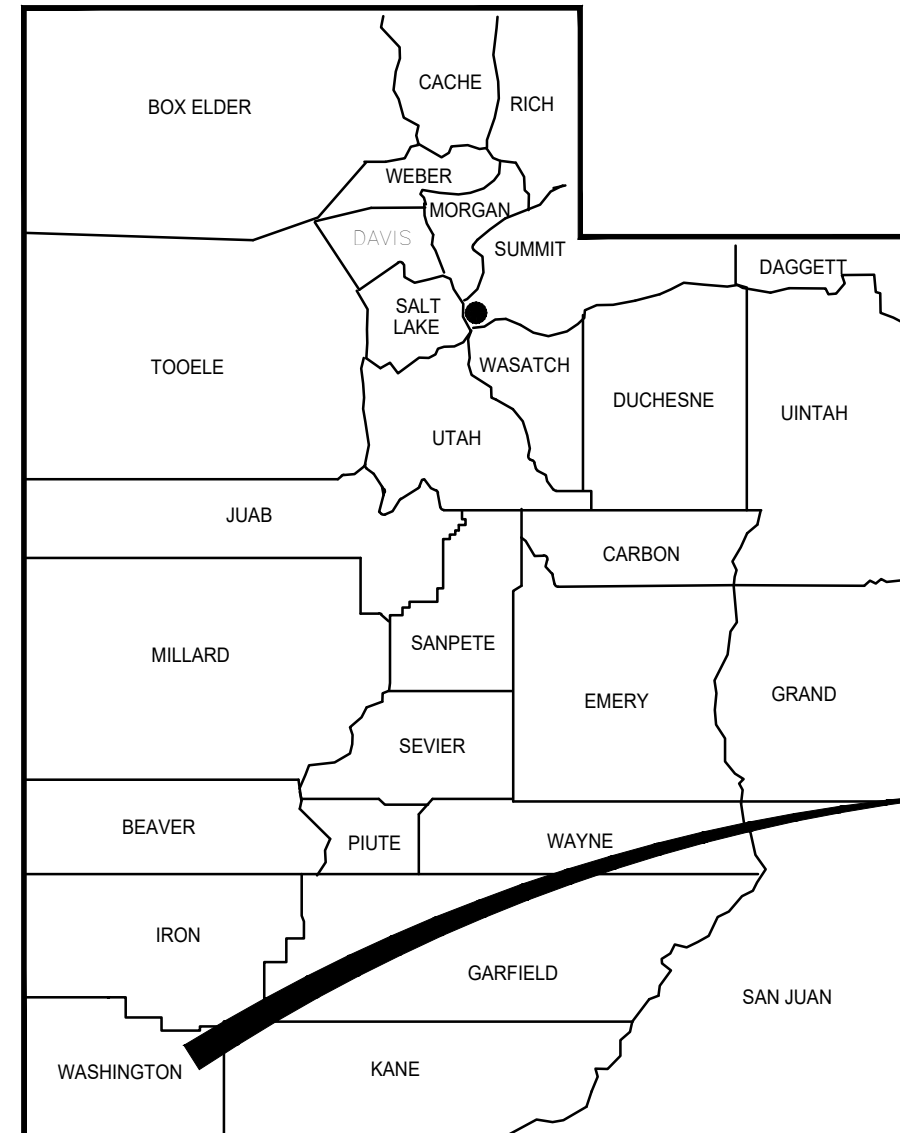 CACHE
BOX ELDER
RICH
WEBER
MORGAN
DAVIS
SUMMIT
DAGGETT
SALT
LAKE
TOOELE
WASATCH
DUCHESNE
UINTAH
UTAH
JUAB
CARBON
SANPETE
MILLARD
EMERY
GRAND
SEVIER
BEAVER
PIUTE
WAYNE
IRON
GARFIELD
SAN JUAN
WASHINGTON
KANE